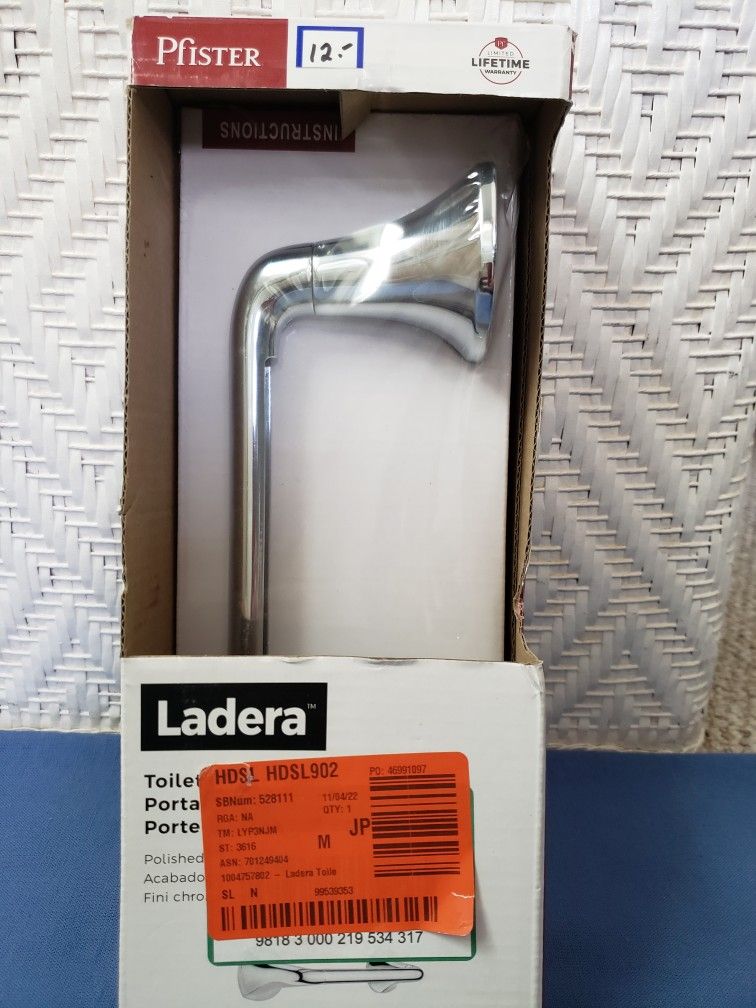 Pfister
12.-
LIMITED
LIFETIME
WARRANTY
INSTRUCTIONS
Ladera™
Toilet
Porta
Porte
Polished
Acabado
Fini chro
HDSL HDSL902
PO: 46991097
SBNum: 528111
11/04/22
RGA: NA
QTY: 1
TM: LYP3NJM
JP
ST: 3616
M
ASN: 701249404
1004757802 - Ladera Toile
SL N
99539353
9818 3 000 219 534 317